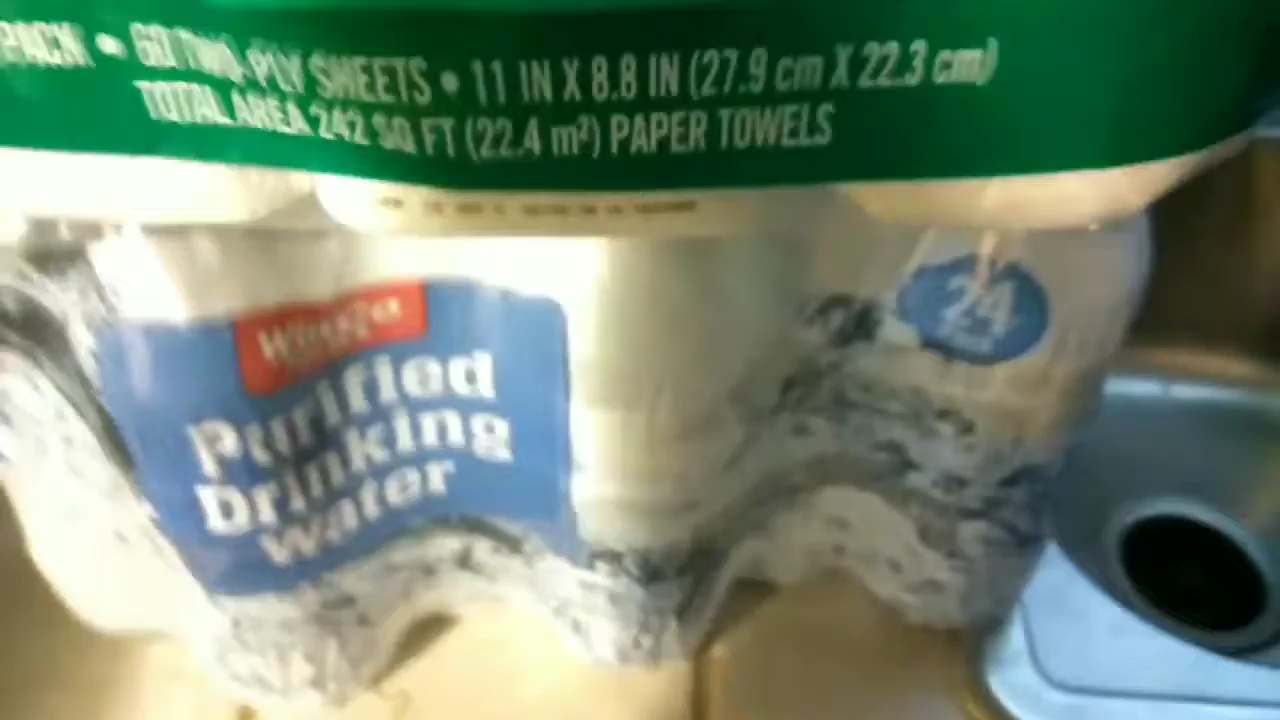 PACK • 60 TWO-PLY SHEETS • 11 IN X 8.8 IN (27.9 cm X 22.3 cm)
TOTAL AREA 242 SQ FT (22.4 m²) PAPER TOWELS
Purified
Drinking
Water
24